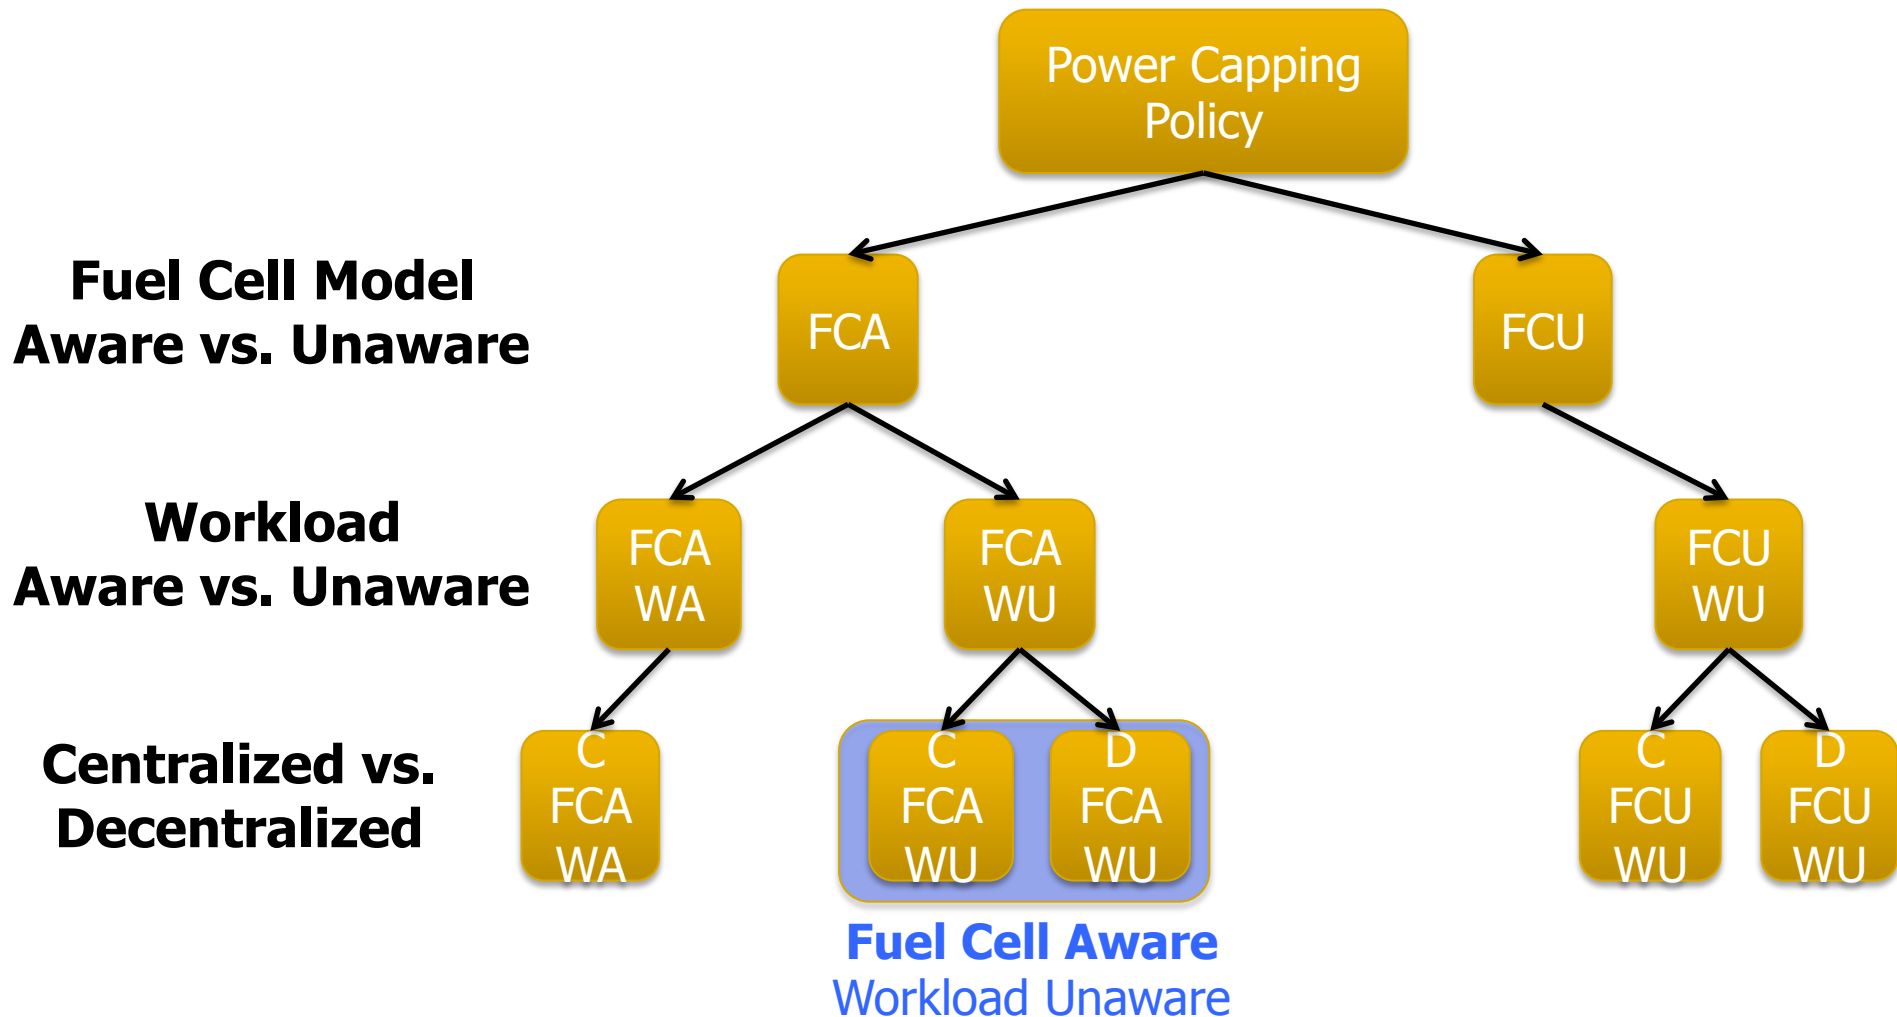 Power Capping
Policy
Fuel Cell Model
Aware vs. Unaware
FCA
FCU
Workload
Aware vs. Unaware
FCA
WA
FCA
WU
FCU
WU
Centralized vs.
Decentralized
C
FCA
WA
C
FCA
WU
D
FCA
WU
C
FCU
WU
D
FCU
WU
Fuel Cell Aware
Workload Unaware